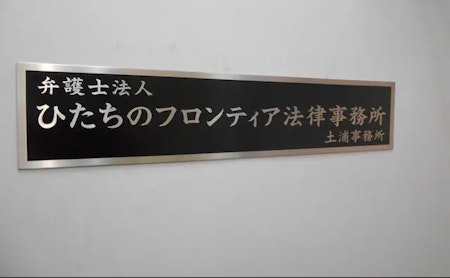 弁護士法人
ひたちのフロンティア法律事務所
土浦事務所